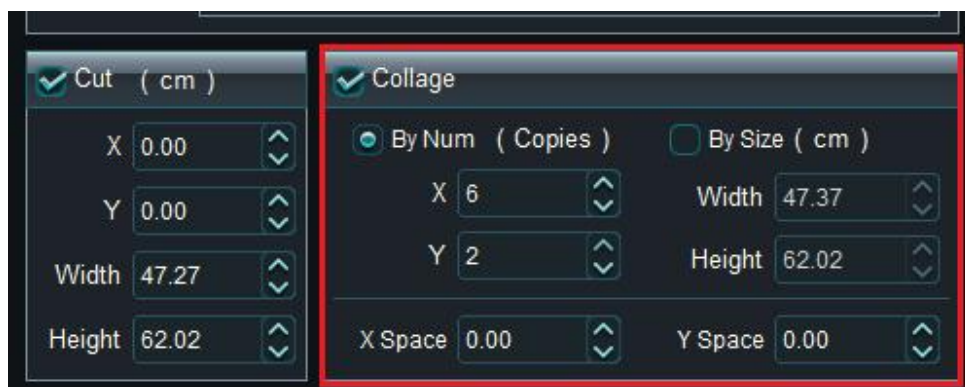 Cut ( cm )
X 0.00
Y 0.00
Width 47.27
Height 62.02
Collage
By Num ( Copies ) By Size ( cm )
X 6 Width 47.37
Y 2 Height 62.02
X Space 0.00 Y Space 0.00